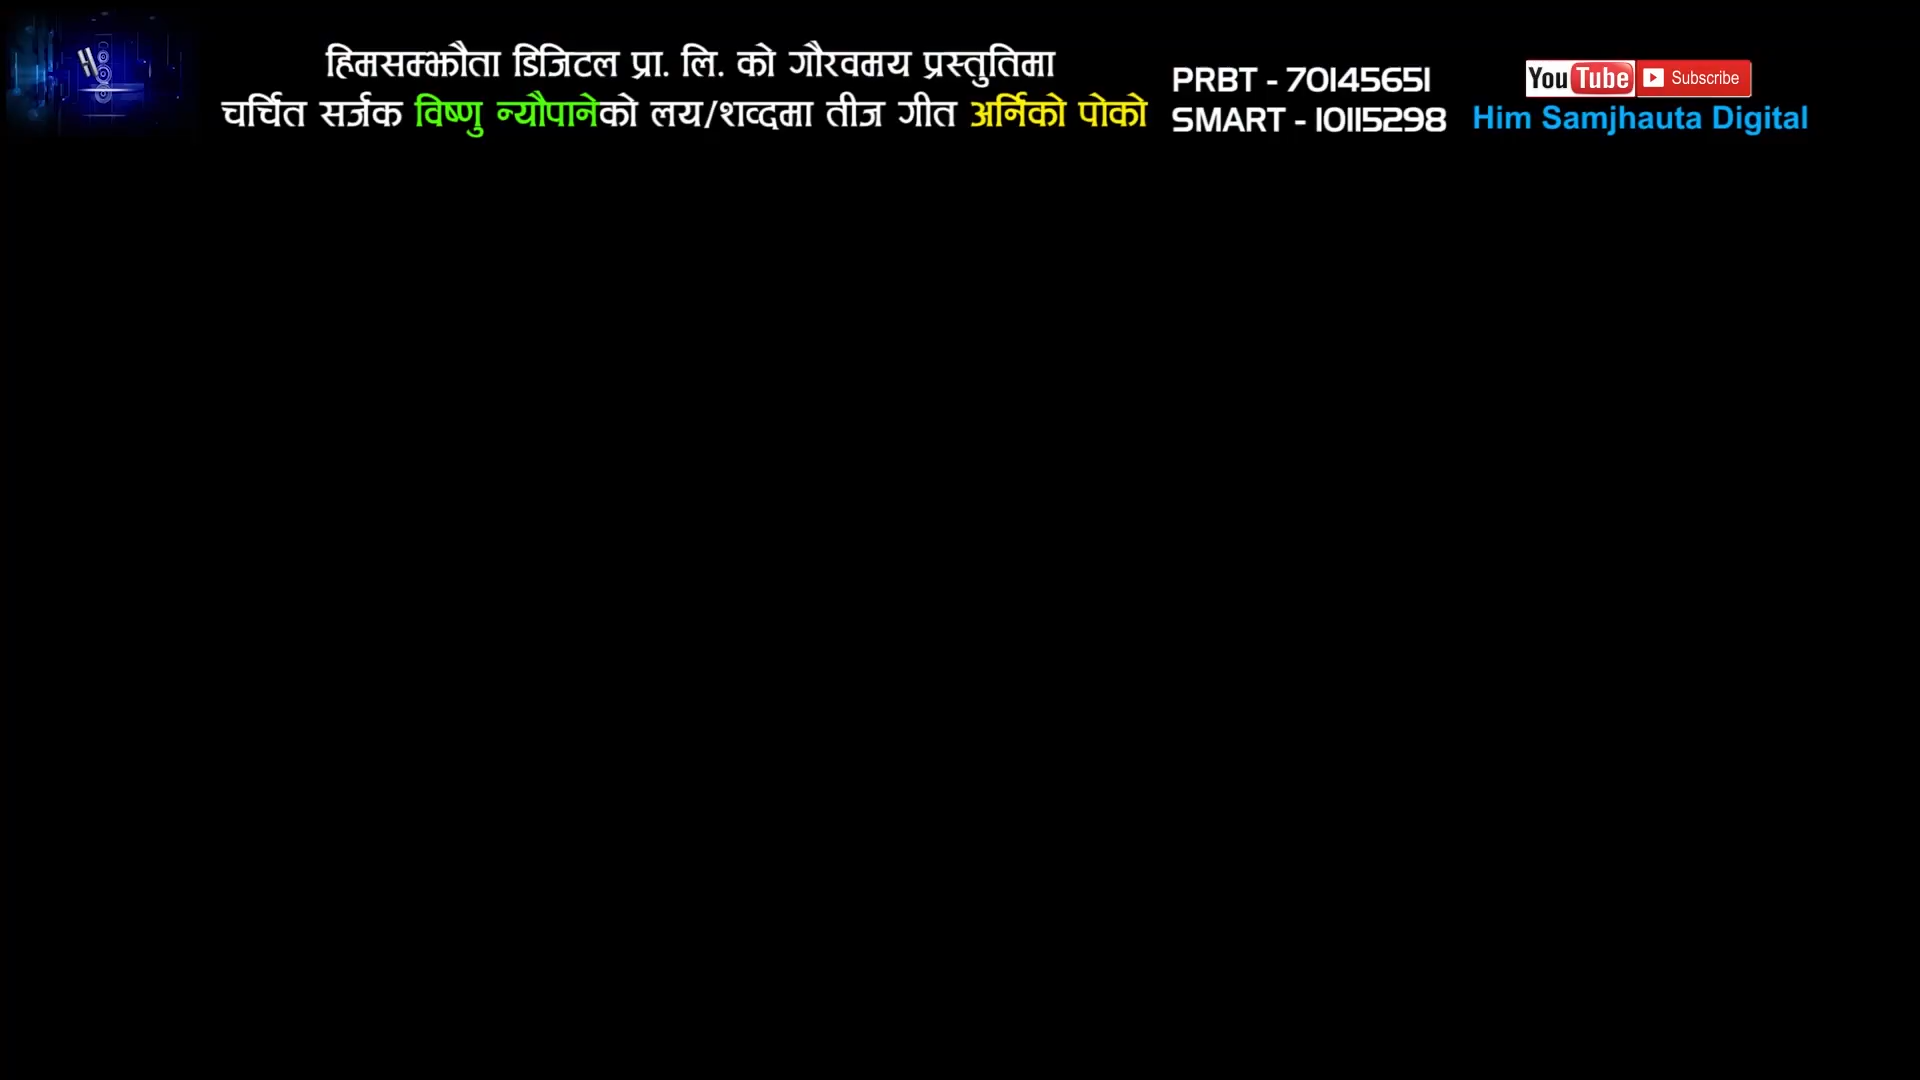 हिमसम्झौता डिजिटल प्रा. लि. को गौरवमय प्रस्तुतिमा
चर्चित सर्जक विष्णु न्यौपानेको लय/शव्दमा तीज गीत अर्निको पोको
PRBT - 70145651
SMART - 10115298
YouTube Subscribe
Him Samjhauta Digital